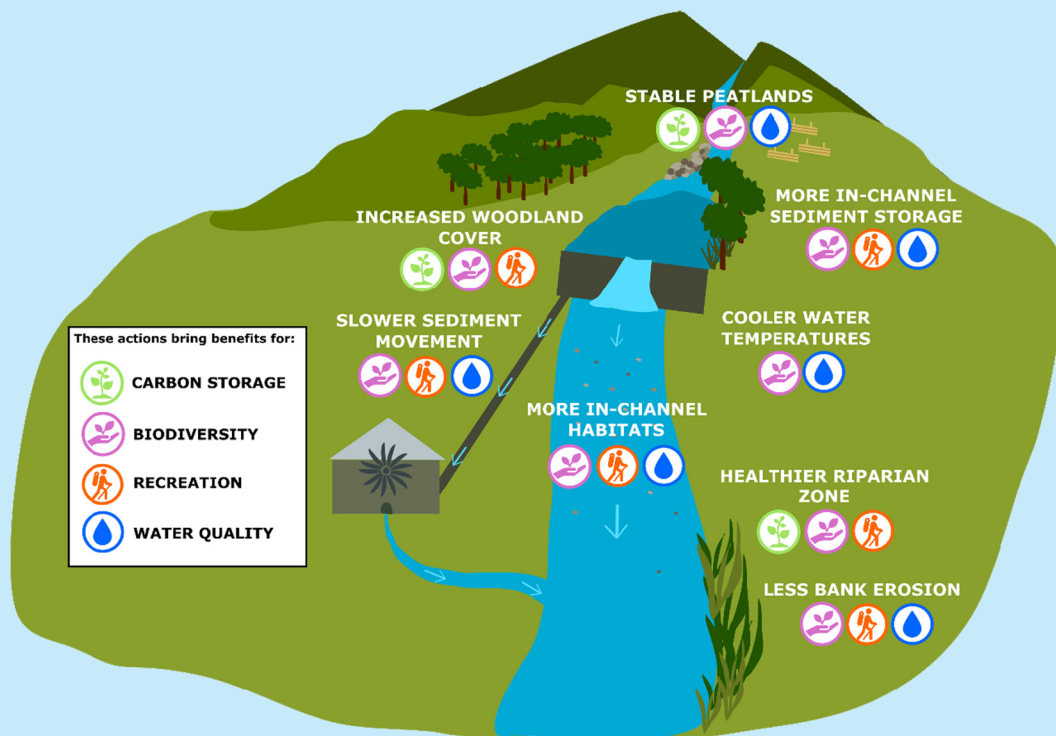 STABLE PEATLANDS
MORE IN-CHANNEL
SEDIMENT STORAGE
INCREASED WOODLAND
COVER
SLOWER SEDIMENT
MOVEMENT
COOLER WATER
TEMPERATURES
These actions bring benefits for:
CARBON STORAGE
BIODIVERSITY
RECREATION
WATER QUALITY
MORE IN-CHANNEL
HABITATS
HEALTHIER RIPARIAN
ZONE
LESS BANK EROSION